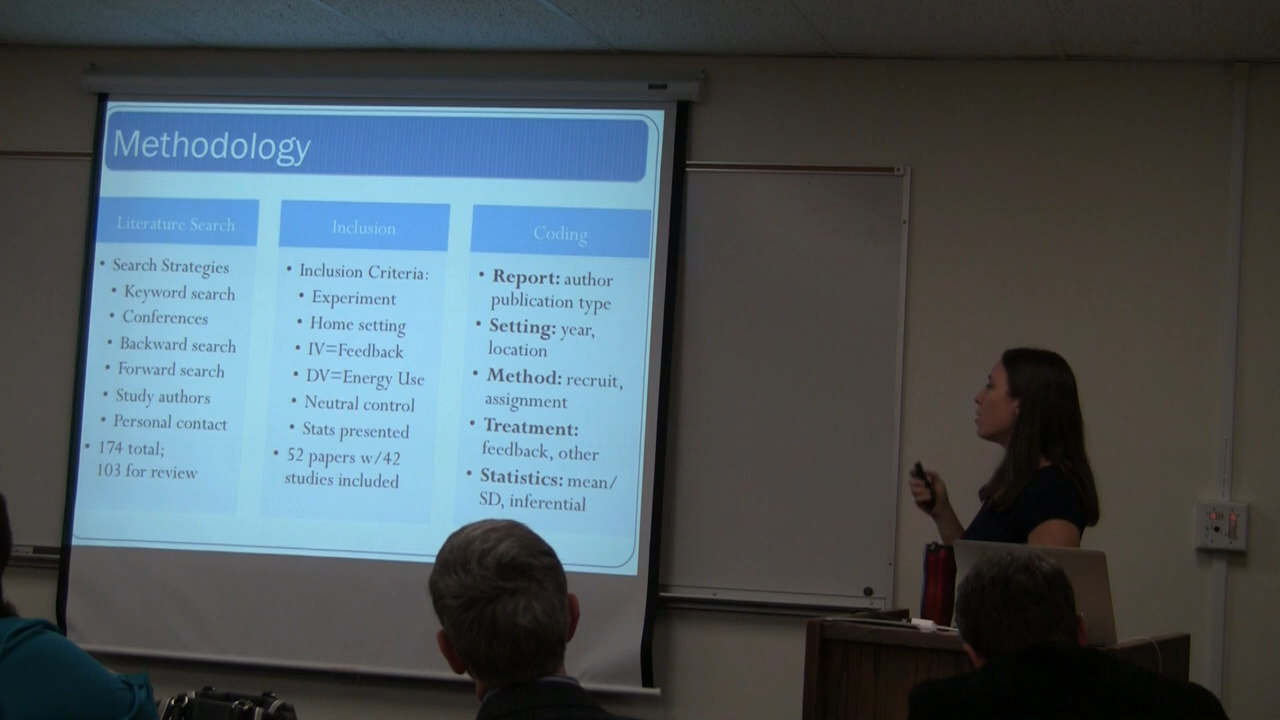 Methodology
Literature Search
• Search Strategies
• Keyword search
• Conferences
• Backward search
• Forward search
• Study authors
• Personal contact
• 174 total;
103 for review
Inclusion
• Inclusion Criteria:
• Experiment
• Home setting
• IV=Feedback
• DV=Energy Use
• Neutral control
• Stats presented
• 52 papers w/42
studies included
Coding
• Report: author
publication type
• Setting: year,
location
• Method: recruit,
assignment
• Treatment:
feedback, other
• Statistics: mean/
SD, inferential